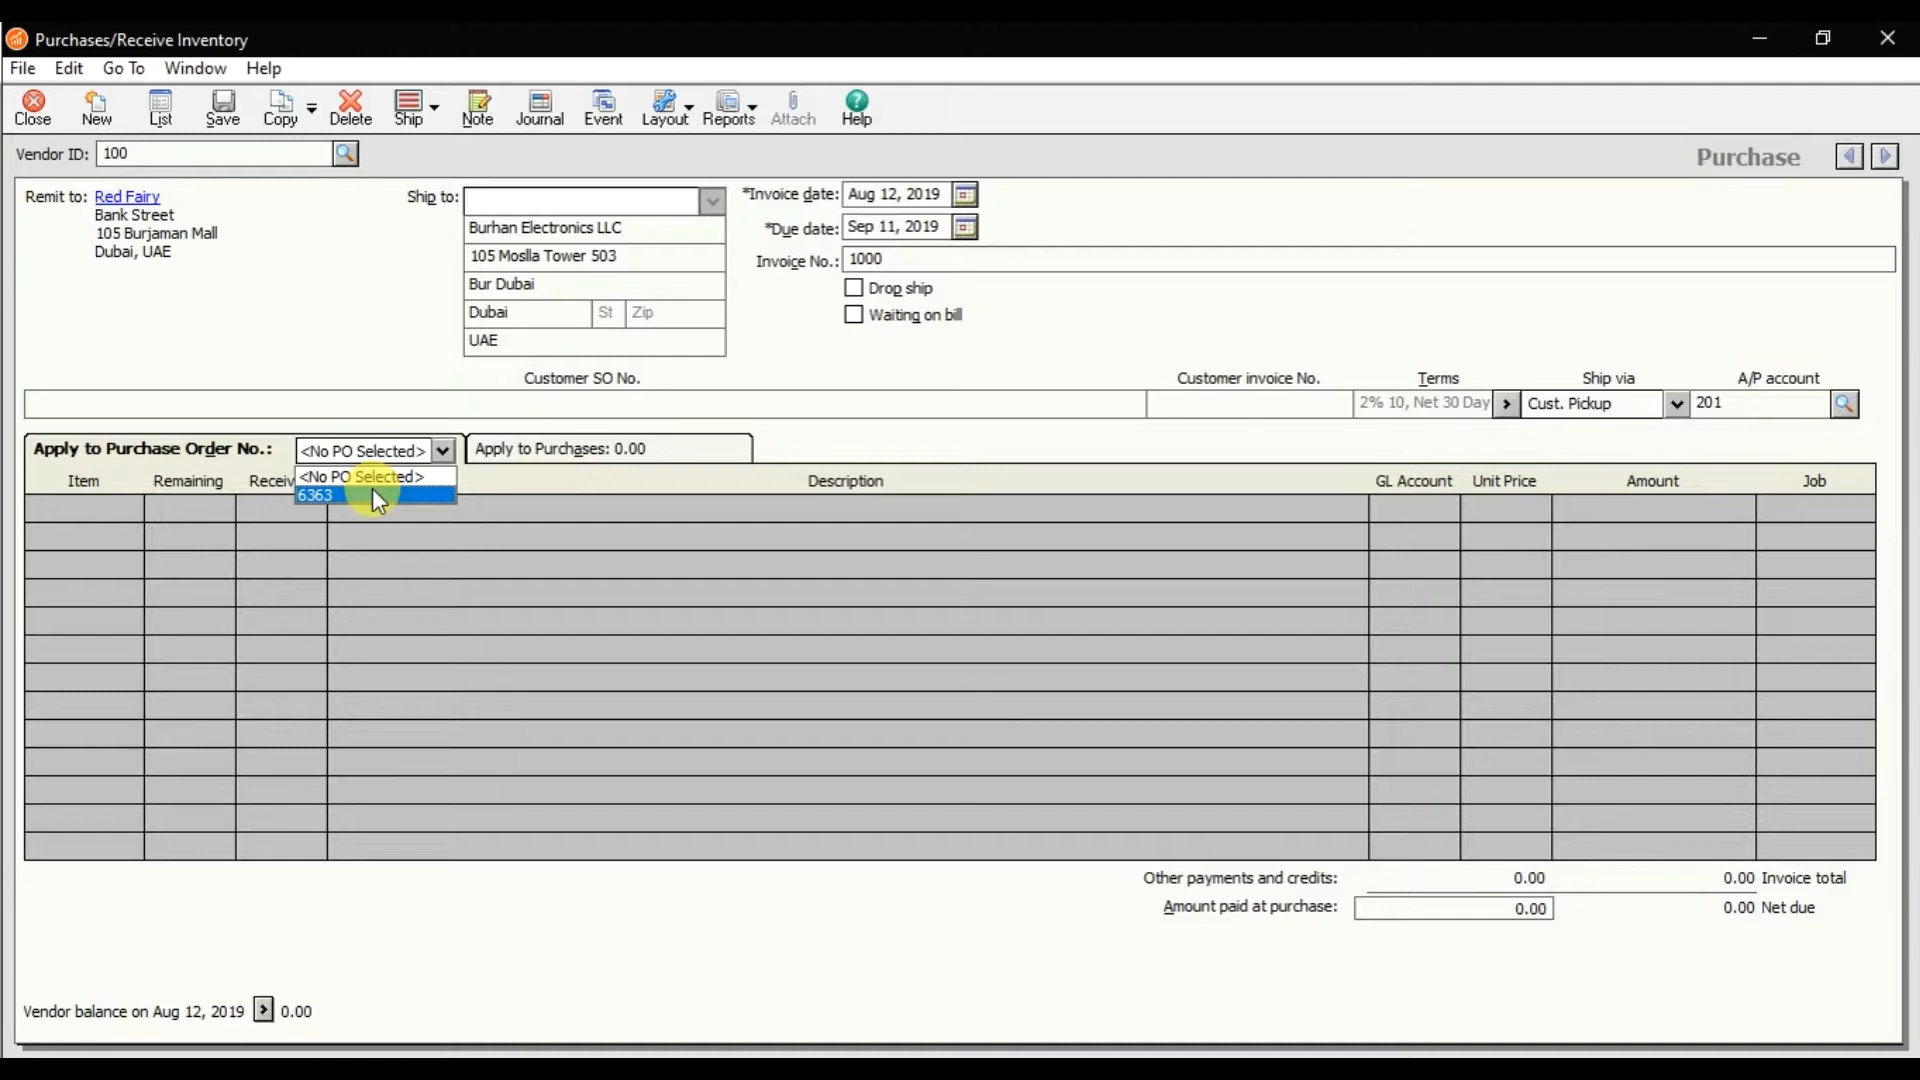 Purchases/Receive Inventory
File Edit Go To Window Help
Close New List Save Copy Delete Ship Note Journal Event Layout Reports Attach Help
Vendor ID: 100
Purchase
Remit to: Red Fairy
Bank Street
105 Burjaman Mall
Dubai, UAE
Ship to:
Burhan Electronics LLC
105 Moslla Tower 503
Bur Dubai
Dubai St Zip
UAE
*Invoice date: Aug 12, 2019
*Due date: Sep 11, 2019
Invoice No.: 1000
Drop ship
Waiting on bill
Customer SO No. Customer invoice No. Terms Ship via A/P account
2% 10, Net 30 Day Cust. Pickup 201
Apply to Purchase Order No.: <No PO Selected> Apply to Purchases: 0.00
<No PO Selected>
6363
Item Remaining Receiv Description GL Account Unit Price Amount Job
Other payments and credits: 0.00 0.00 Invoice total
Amount paid at purchase: 0.00 0.00 Net due
Vendor balance on Aug 12, 2019 0.00